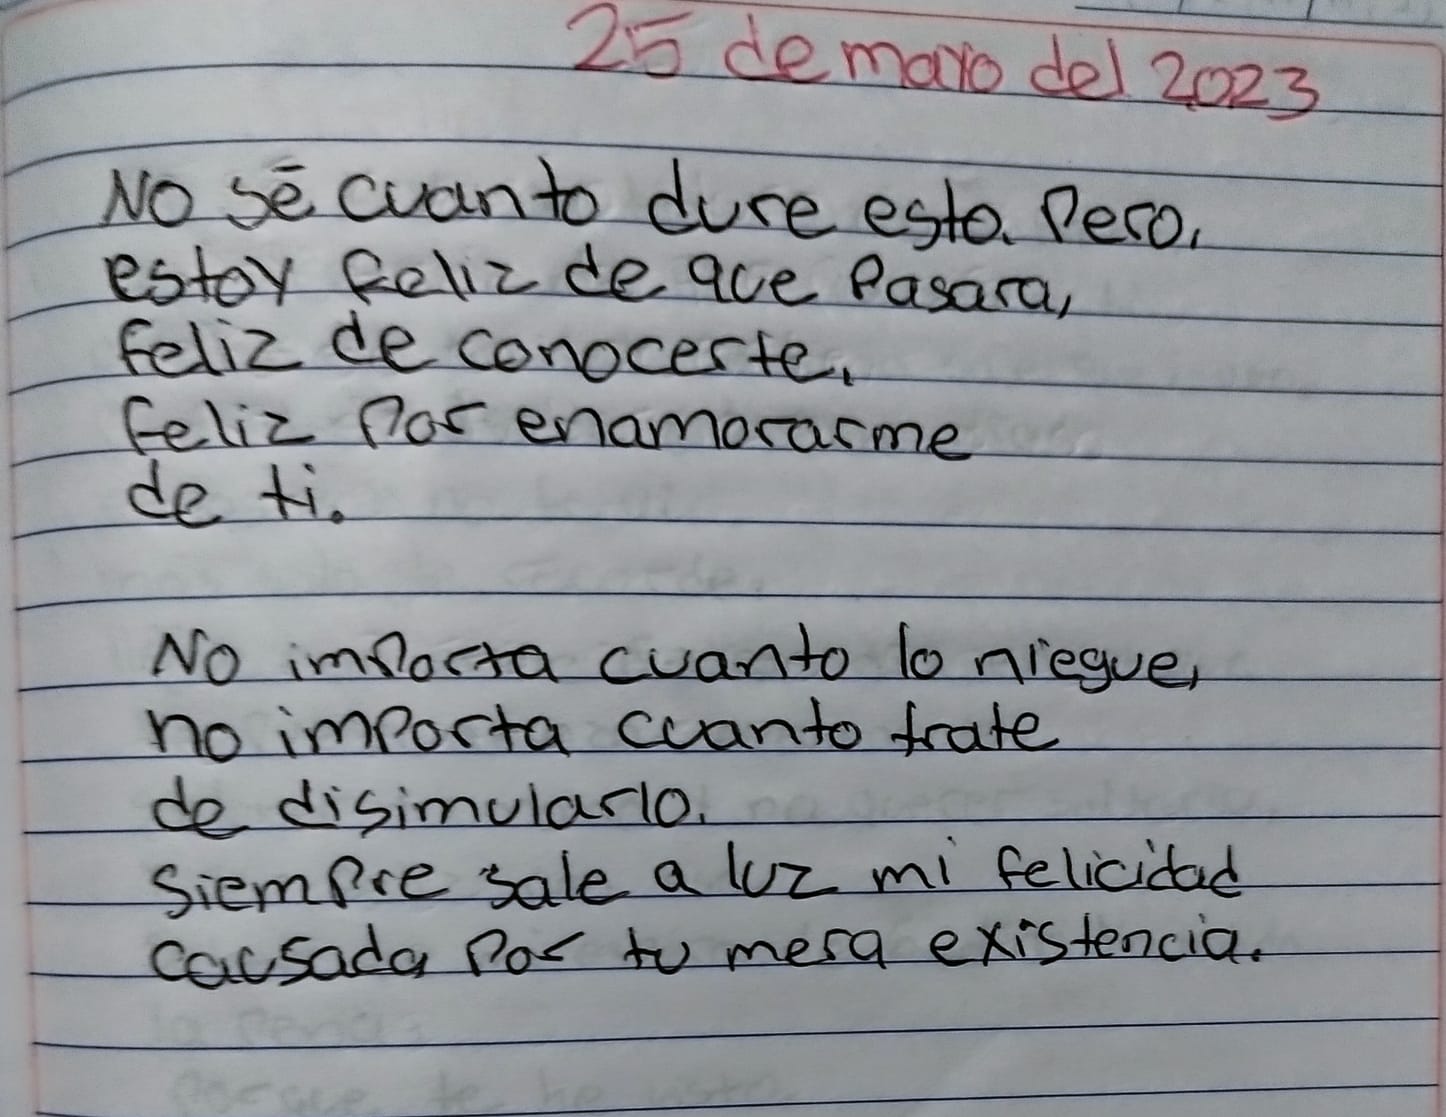 25 de mayo del 2023
No sé cuanto dure esto. Pero,
estoy feliz de que pasara,
feliz de conocerte,
feliz por enamorarme
de ti.
No importa cuanto lo niegue,
no importa cuanto trate
de disimularlo.
Siempre sale a luz mi felicidad
causada por tu mera existencia.